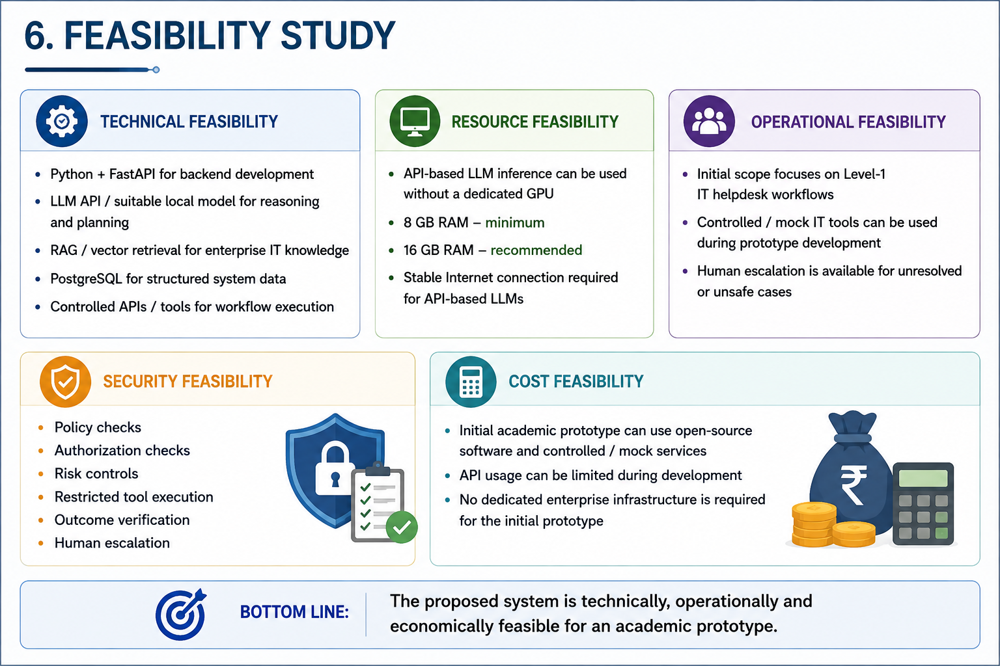 6. FEASIBILITY STUDY
TECHNICAL FEASIBILITY
• Python + FastAPI for backend development
• LLM API / suitable local model for reasoning
and planning
• RAG / vector retrieval for enterprise IT knowledge
• PostgreSQL for structured system data
• Controlled APIs / tools for workflow execution
RESOURCE FEASIBILITY
• API-based LLM inference can be used
without a dedicated GPU
• 8 GB RAM – minimum
• 16 GB RAM – recommended
• Stable Internet connection required
for API-based LLMs
OPERATIONAL FEASIBILITY
• Initial scope focuses on Level-1
IT helpdesk workflows
• Controlled / mock IT tools can be used
during prototype development
• Human escalation is available for unresolved
or unsafe cases
SECURITY FEASIBILITY
• Policy checks
• Authorization checks
• Risk controls
• Restricted tool execution
• Outcome verification
• Human escalation
COST FEASIBILITY
• Initial academic prototype can use open-source
software and controlled / mock services
• API usage can be limited during development
• No dedicated enterprise infrastructure is required
for the initial prototype
₹
BOTTOM LINE:
The proposed system is technically, operationally and
economically feasible for an academic prototype.